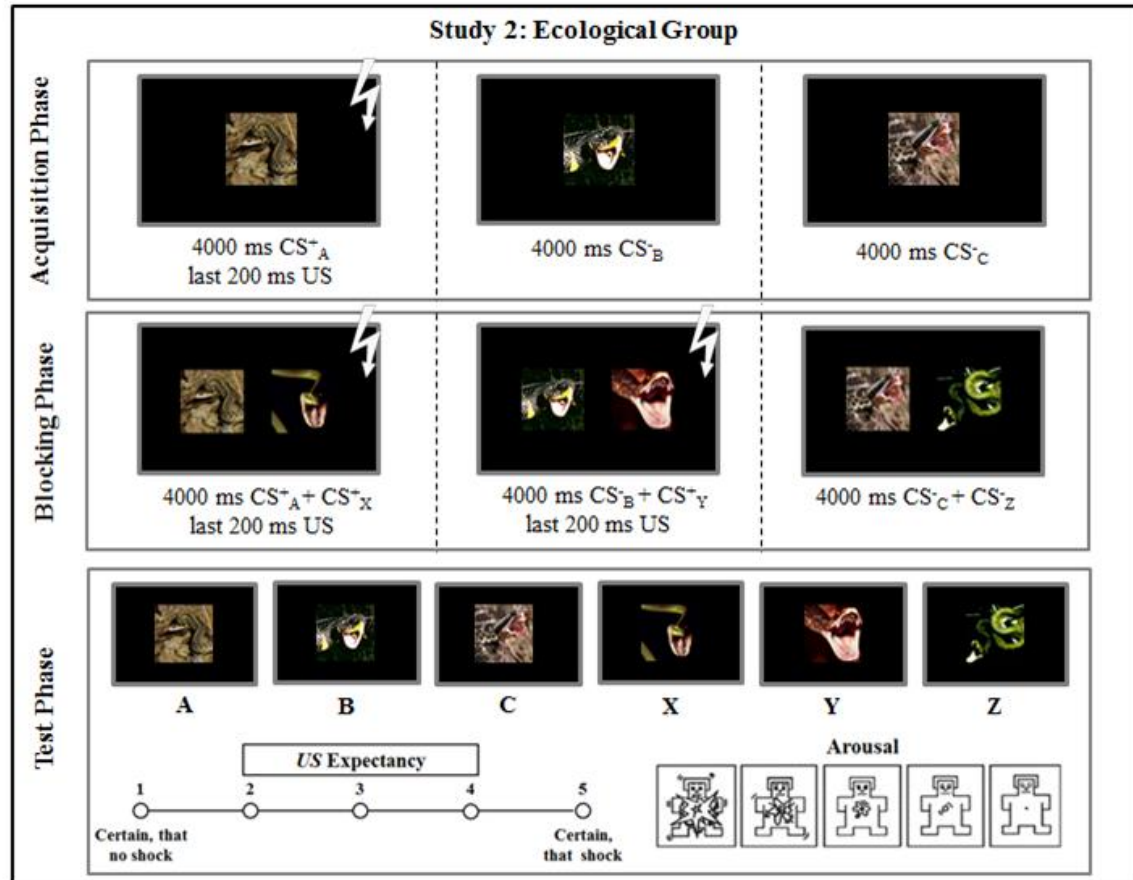 Study 2: Ecological Group
Acquisition Phase
4000 ms CS⁺A
last 200 ms US
4000 ms CS⁻B
4000 ms CS⁻C
Blocking Phase
4000 ms CS⁺A + CS⁺X
last 200 ms US
4000 ms CS⁻B + CS⁺Y
last 200 ms US
4000 ms CS⁻C + CS⁻Z
Test Phase
A B C X Y Z
US Expectancy
1 2 3 4 5
Certain, that
no shock
Certain,
that shock
Arousal